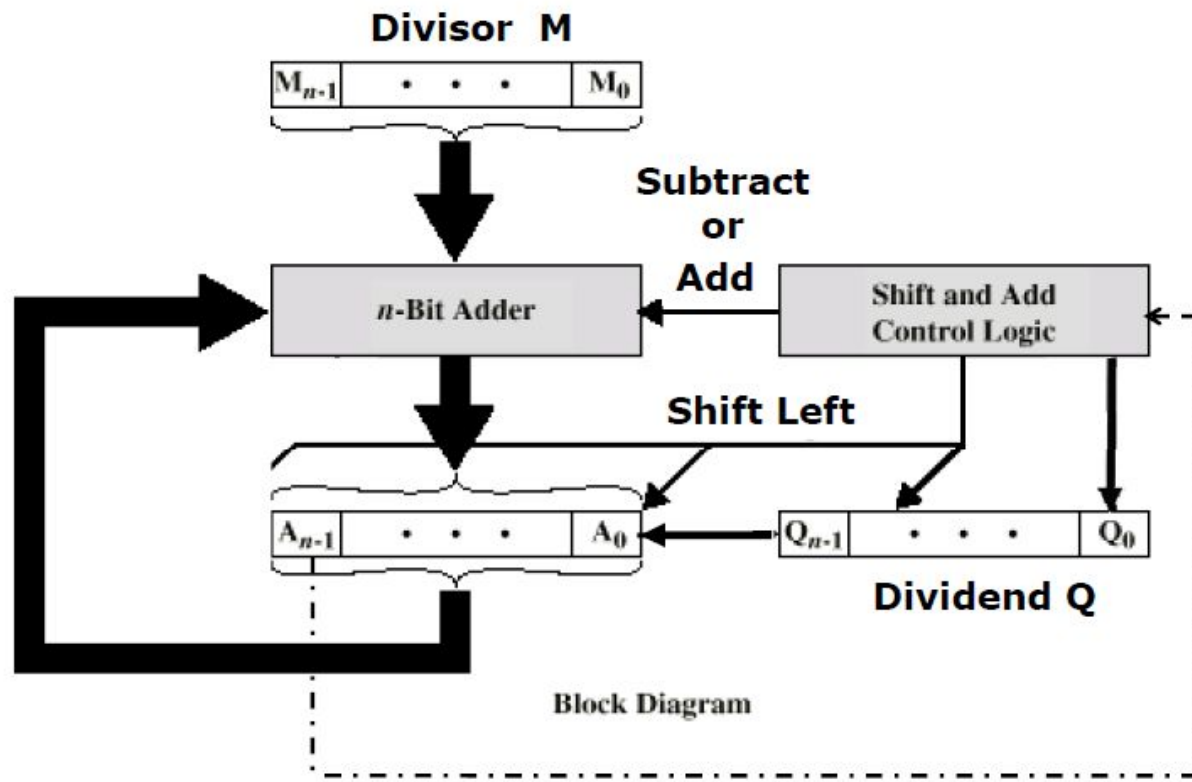 Divisor M
Mn-1 • • • M0
Subtract
or
Add
n-Bit Adder
Shift and Add
Control Logic
Shift Left
An-1 • • • A0
Qn-1 • • • Q0
Dividend Q
Block Diagram